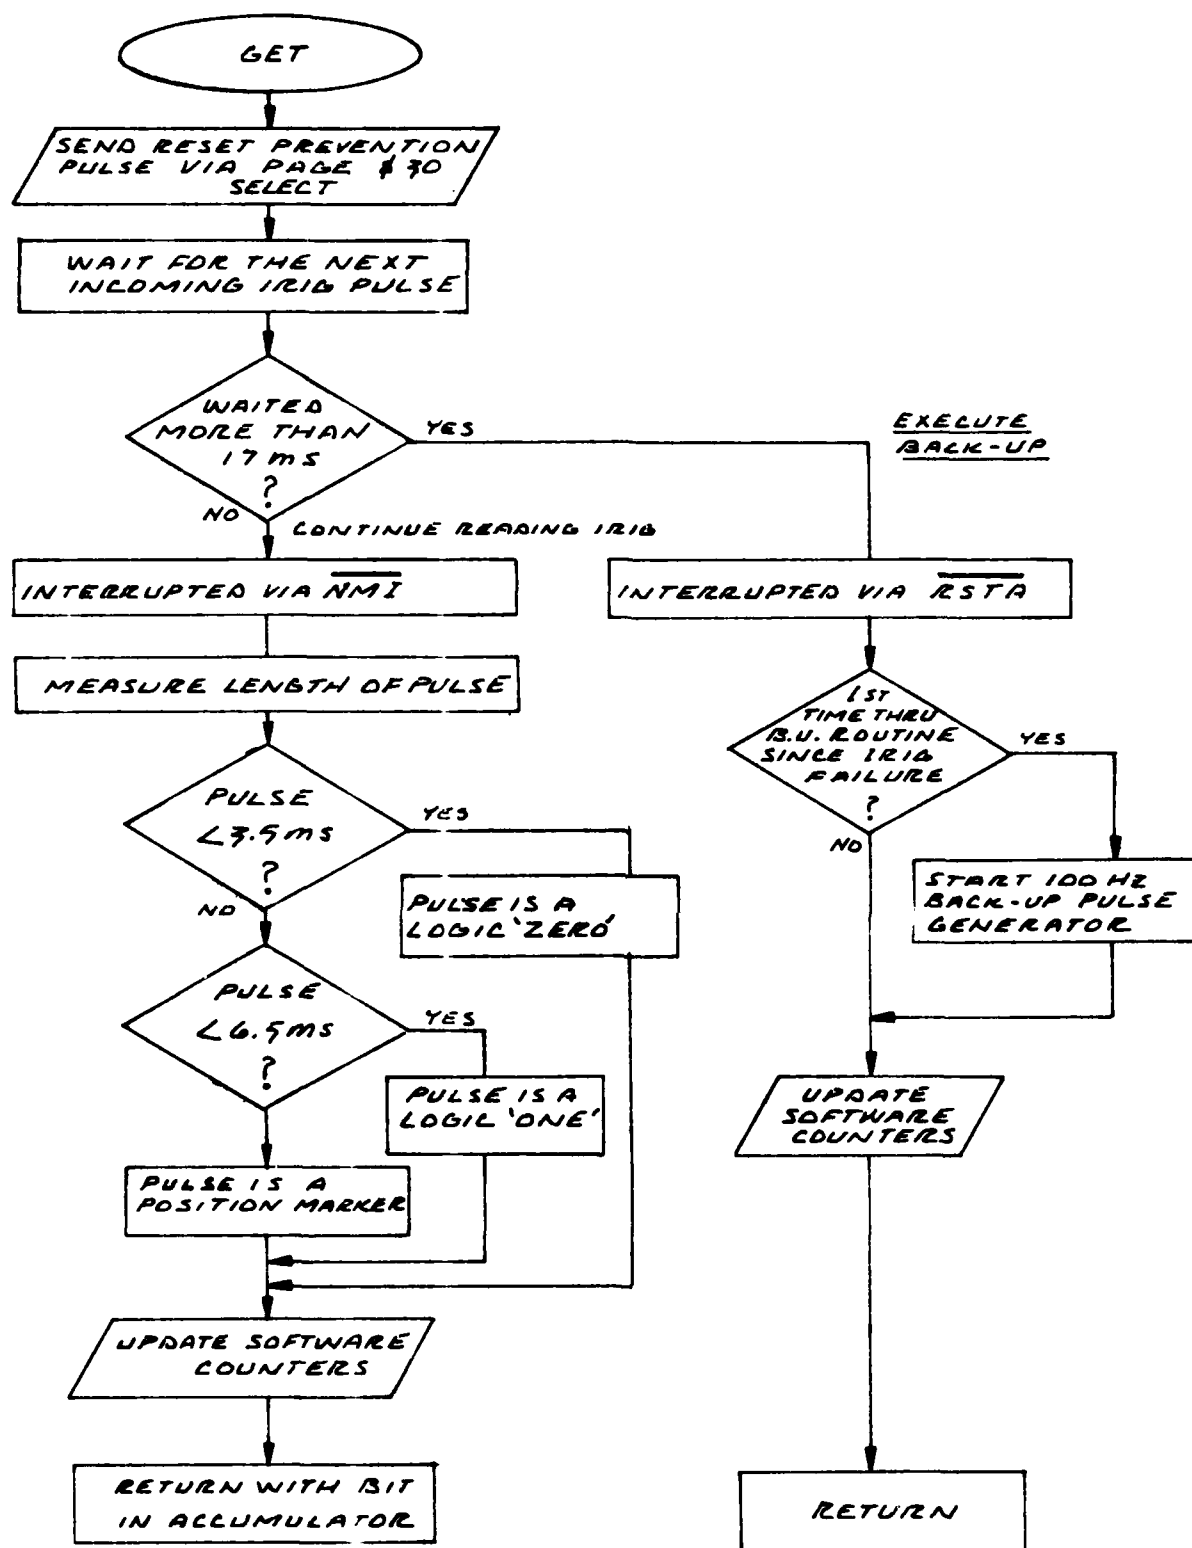 GET
SEND RESET PREVENTION
PULSE VIA PAGE $30
SELECT
WAIT FOR THE NEXT
INCOMING IRIG PULSE
WAITED
MORE THAN
17 ms
?
YES
NO
EXECUTE
BACK-UP
CONTINUE READING IRIG
INTERRUPTED VIA NMI
INTERRUPTED VIA RSTA
MEASURE LENGTH OF PULSE
1ST
TIME THRU
B.U. ROUTINE
SINCE IRIG
FAILURE
?
YES
NO
START 100 HZ
BACK-UP PULSE
GENERATOR
PULSE
<3.5ms
?
YES
NO
PULSE IS A
LOGIC 'ZERO'
PULSE
<6.5ms
?
YES
PULSE IS A
LOGIC 'ONE'
PULSE IS A
POSITION MARKER
UPDATE
SOFTWARE
COUNTERS
UPDATE SOFTWARE
COUNTERS
RETURN WITH BIT
IN ACCUMULATOR
RETURN